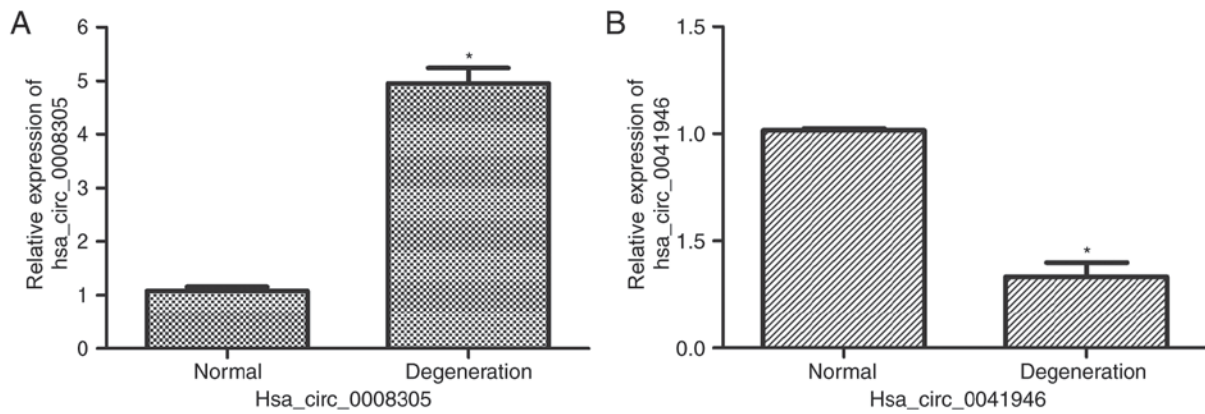 A
Relative expression of
hsa_circ_0008305
6
5
4
3
2
1
0
*
Normal
Degeneration
Hsa_circ_0008305
B
Relative expression of
hsa_circ_0041946
1.5
1.0
1.5
0.0
*
Normal
Degeneration
Hsa_circ_0041946